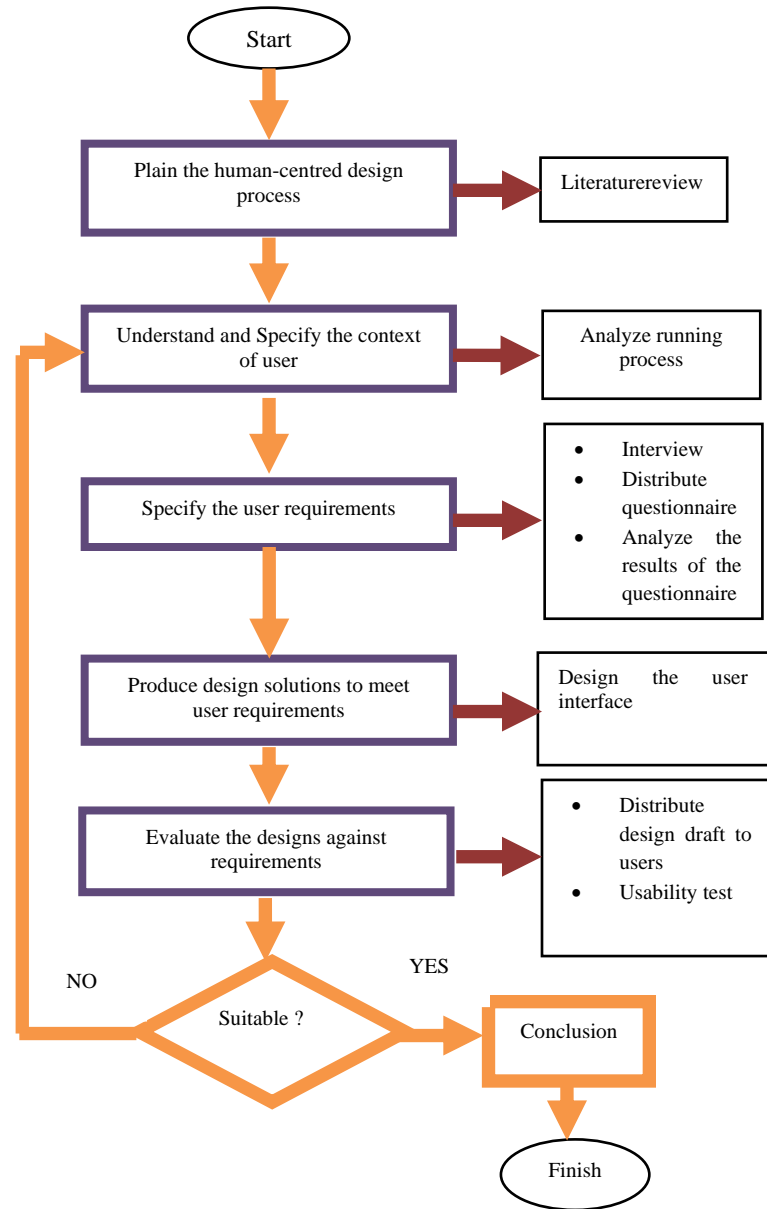 Start
Plain the human-centred design
process
Literaturereview
Understand and Specify the context
of user
Analyze running
process
Specify the user requirements
• Interview
• Distribute
questionnaire
• Analyze the
results of the
questionnaire
Produce design solutions to meet
user requirements
Design the user
interface
Evaluate the designs against
requirements
• Distribute
design draft to
users
• Usability test
NO
YES
Suitable ?
Conclusion
Finish